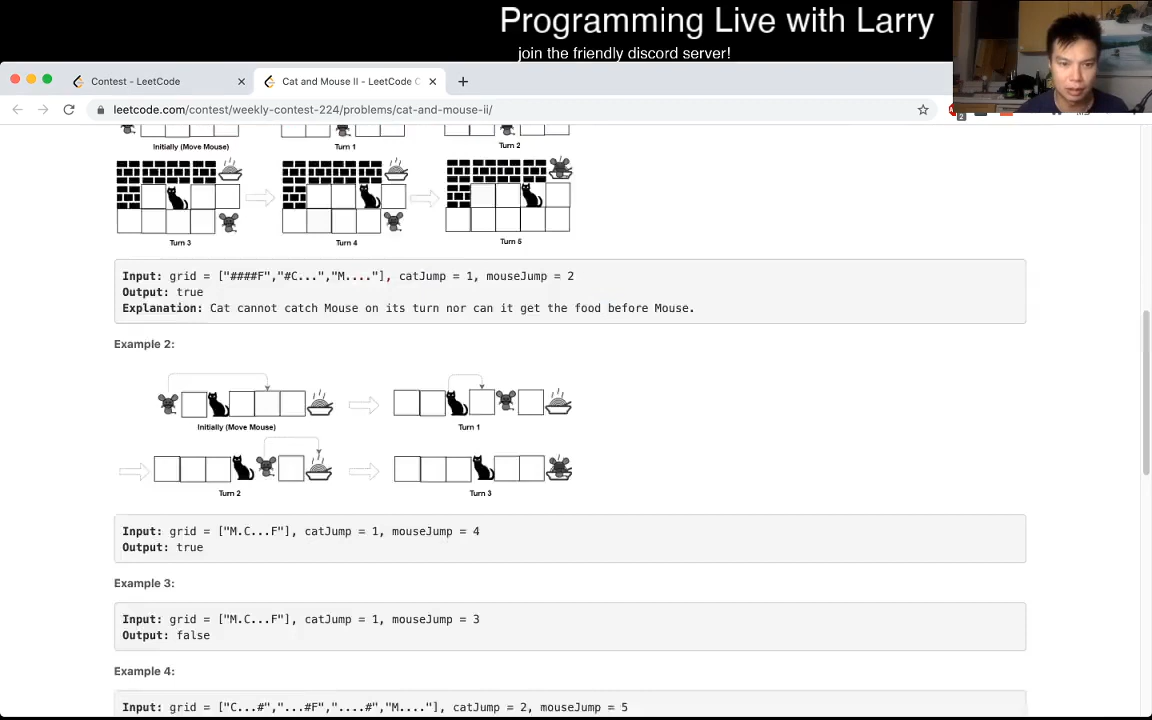 Programming Live with Larry
join the friendly discord server!
Contest - LeetCode
Cat and Mouse II - LeetCode C
leetcode.com/contest/weekly-contest-224/problems/cat-and-mouse-ii/
2
Initially (Move Mouse) Turn 1 Turn 2
Turn 3 Turn 4 Turn 5
Input: grid = ["####F","#C...","M...."], catJump = 1, mouseJump = 2
Output: true
Explanation: Cat cannot catch Mouse on its turn nor can it get the food before Mouse.
Example 2:
Initially (Move Mouse) Turn 1
Turn 2 Turn 3
Input: grid = ["M.C...F"], catJump = 1, mouseJump = 4
Output: true
Example 3:
Input: grid = ["M.C...F"], catJump = 1, mouseJump = 3
Output: false
Example 4:
Input: grid = ["C...#","...#F","....#","M...."], catJump = 2, mouseJump = 5